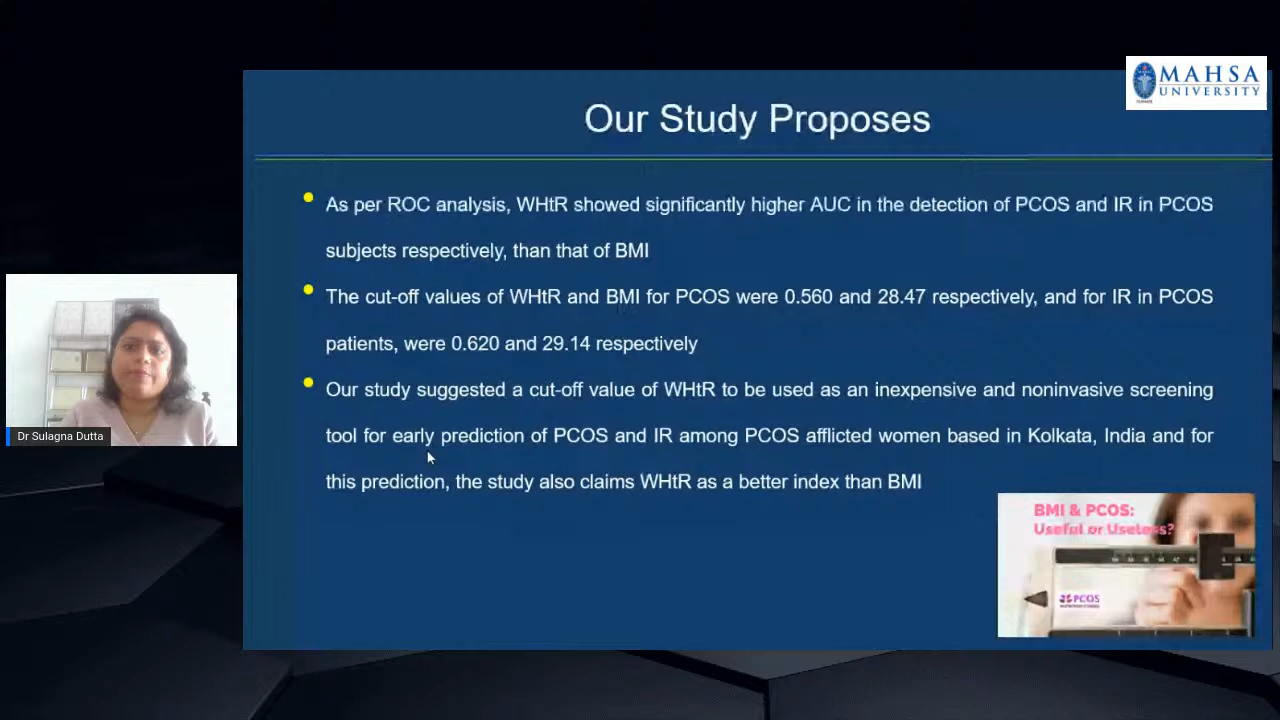 MAHSA
UNIVERSITY
Our Study Proposes
As per ROC analysis, WHtR showed significantly higher AUC in the detection of PCOS and IR in PCOS
subjects respectively, than that of BMI
The cut-off values of WHtR and BMI for PCOS were 0.560 and 28.47 respectively, and for IR in PCOS
patients, were 0.620 and 29.14 respectively
Our study suggested a cut-off value of WHtR to be used as an inexpensive and noninvasive screening
tool for early prediction of PCOS and IR among PCOS afflicted women based in Kolkata, India and for
this prediction, the study also claims WHtR as a better index than BMI
Dr Sulagna Dutta
BMI & PCOS:
Useful or Useless?
PCOS